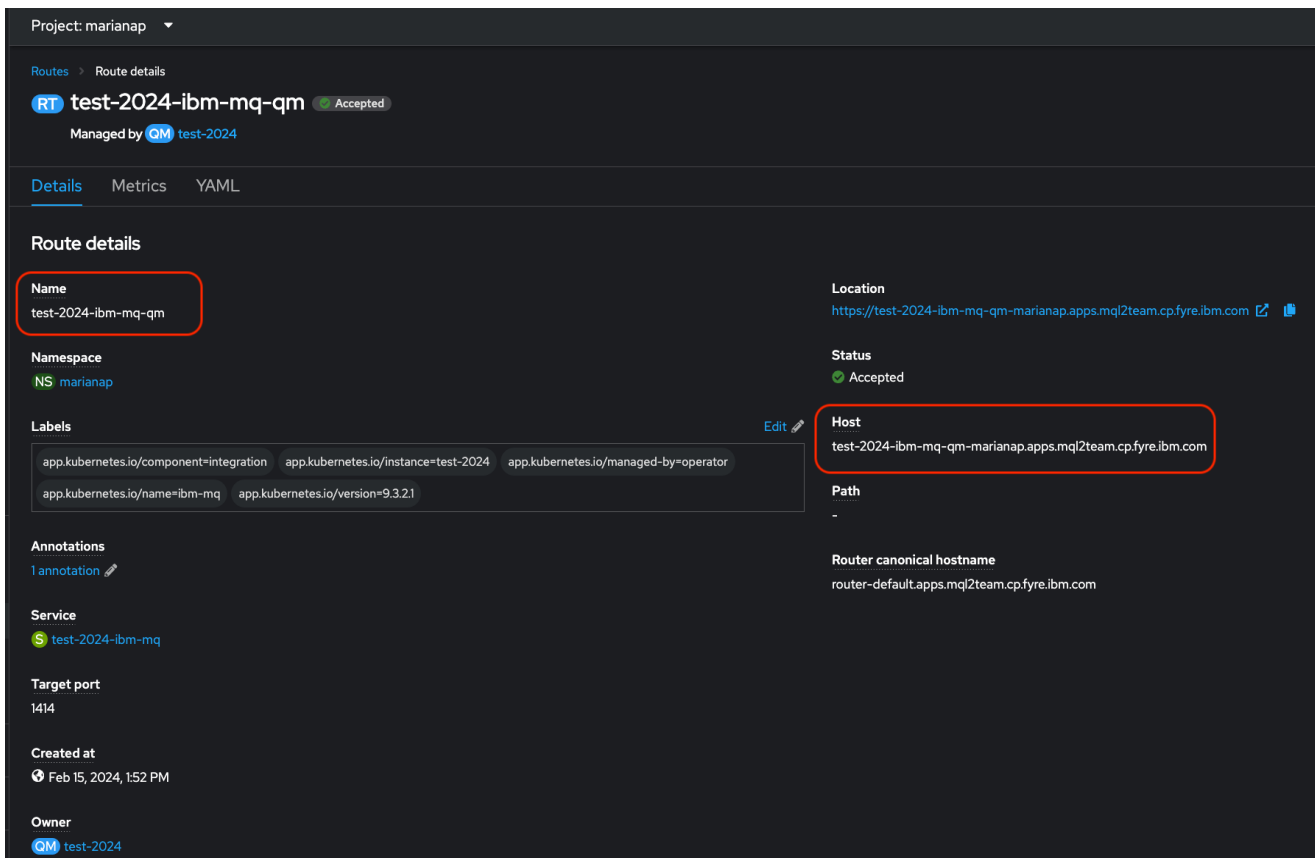 Project: marianap
Routes > Route details
RT test-2024-ibm-mq-qm Accepted
Managed by QM test-2024
Details Metrics YAML
Route details
Name
test-2024-ibm-mq-qm
Namespace
NS marianap
Labels
Edit
app.kubernetes.io/component=integration app.kubernetes.io/instance=test-2024 app.kubernetes.io/managed-by=operator
app.kubernetes.io/name=ibm-mq app.kubernetes.io/version=9.3.2.1
Annotations
1 annotation
Service
S test-2024-ibm-mq
Target port
1414
Created at
Feb 15, 2024, 1:52 PM
Owner
QM test-2024
Location
https://test-2024-ibm-mq-qm-marianap.apps.mql2team.cp.fyre.ibm.com
Status
Accepted
Host
test-2024-ibm-mq-qm-marianap.apps.mql2team.cp.fyre.ibm.com
Path
-
Router canonical hostname
router-default.apps.mql2team.cp.fyre.ibm.com